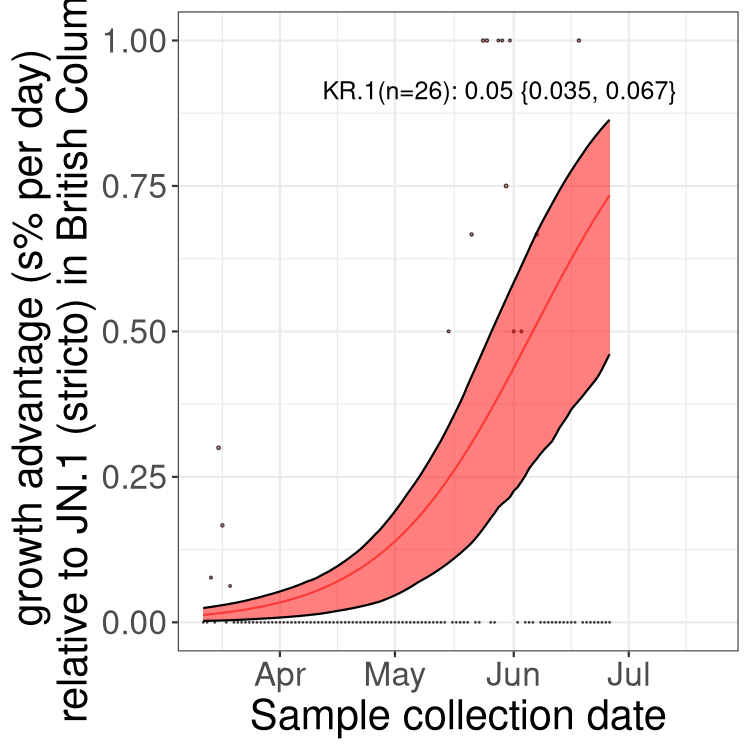 growth advantage (s% per day)
relative to JN.1 (stricto) in British Colum
1.00
0.75
0.50
0.25
0.00
KR.1(n=26): 0.05 {0.035, 0.067}
Apr May Jun Jul
Sample collection date